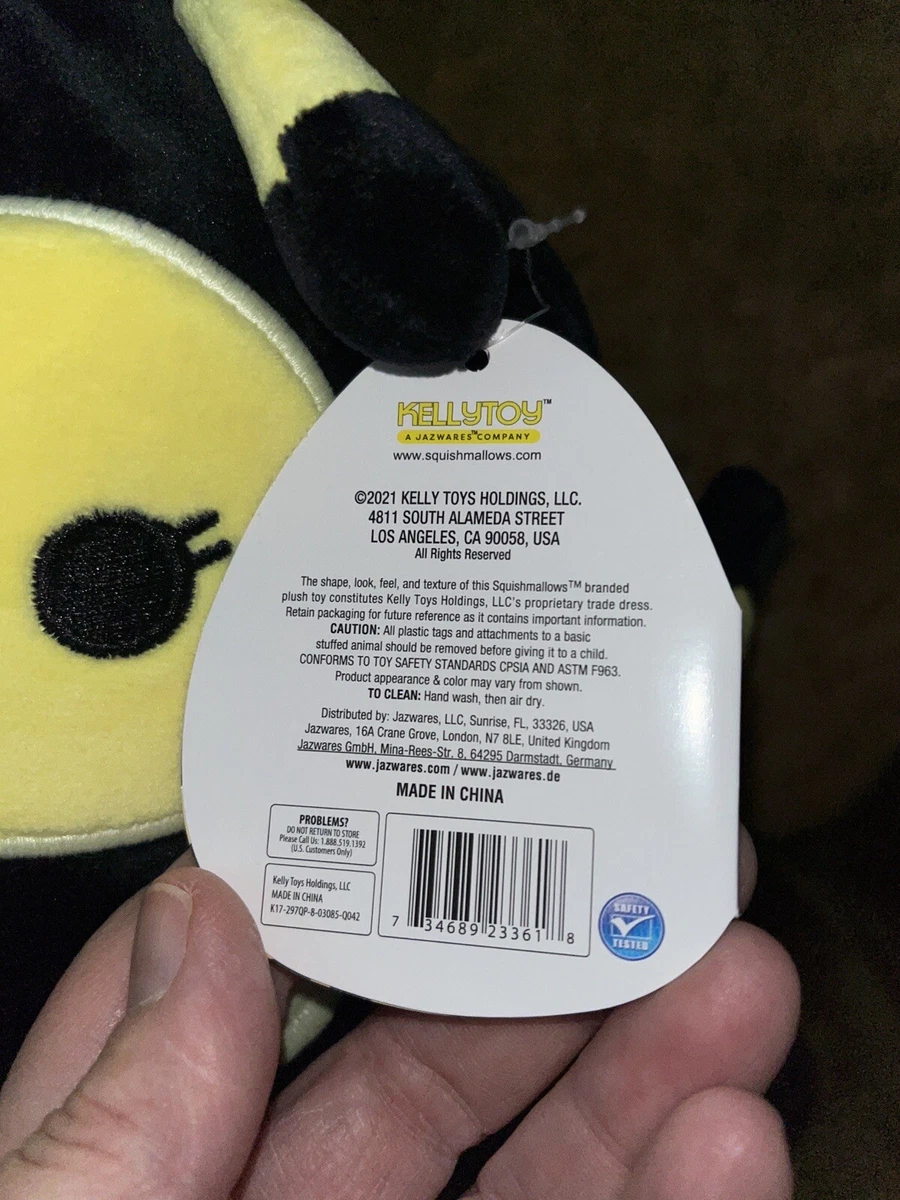 KELLYTOY™
A JAZWARES™ COMPANY
www.squishmallows.com
©2021 KELLY TOYS HOLDINGS, LLC.
4811 SOUTH ALAMEDA STREET
LOS ANGELES, CA 90058, USA
All Rights Reserved
The shape, look, feel, and texture of this Squishmallows™ branded
plush toy constitutes Kelly Toys Holdings, LLC's proprietary trade dress.
Retain packaging for future reference as it contains important information.
CAUTION: All plastic tags and attachments to a basic
stuffed animal should be removed before giving it to a child.
CONFORMS TO TOY SAFETY STANDARDS CPSIA AND ASTM F963.
Product appearance & color may vary from shown.
TO CLEAN: Hand wash, then air dry.
Distributed by: Jazwares, LLC, Sunrise, FL, 33326, USA
Jazwares, 16A Crane Grove, London, N7 8LE, United Kingdom
Jazwares GmbH, Mina-Rees-Str. 8, 64295 Darmstadt, Germany
www.jazwares.com / www.jazwares.de
MADE IN CHINA
PROBLEMS?
DO NOT RETURN TO STORE
Please Call Us: 1.888.519.1392
(U.S. Customers Only)
Kelly Toys Holdings, LLC
MADE IN CHINA
K17-297QP-8-03085-Q042
7 34689 23361 8
SAFETY
TESTED